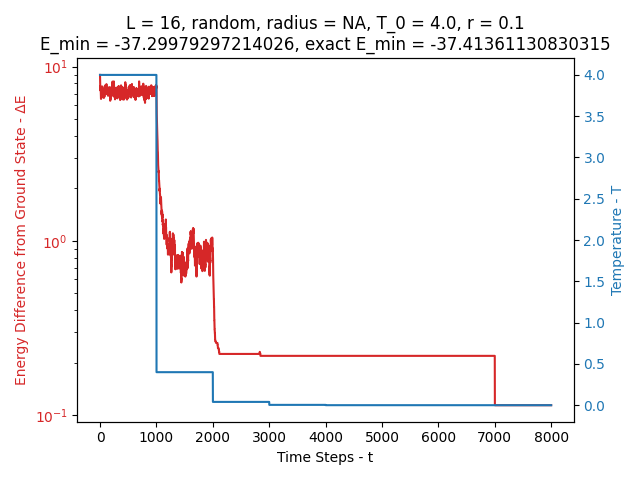 L = 16, random, radius = NA, T_0 = 4.0, r = 0.1
E_min = -37.29979297214026, exact E_min = -37.41361130830315
Energy Difference from Ground State - ΔE
10¹
10⁰
10⁻¹
4.0
3.5
3.0
2.5
2.0
1.5
1.0
0.5
0.0
Temperature - T
0 1000 2000 3000 4000 5000 6000 7000 8000
Time Steps - t